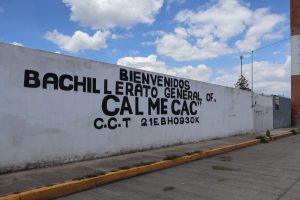 BIENVENIDOS
BACHILLERATO GENERAL OF.
CALMECAC"
C.C.T 21EBH0930K